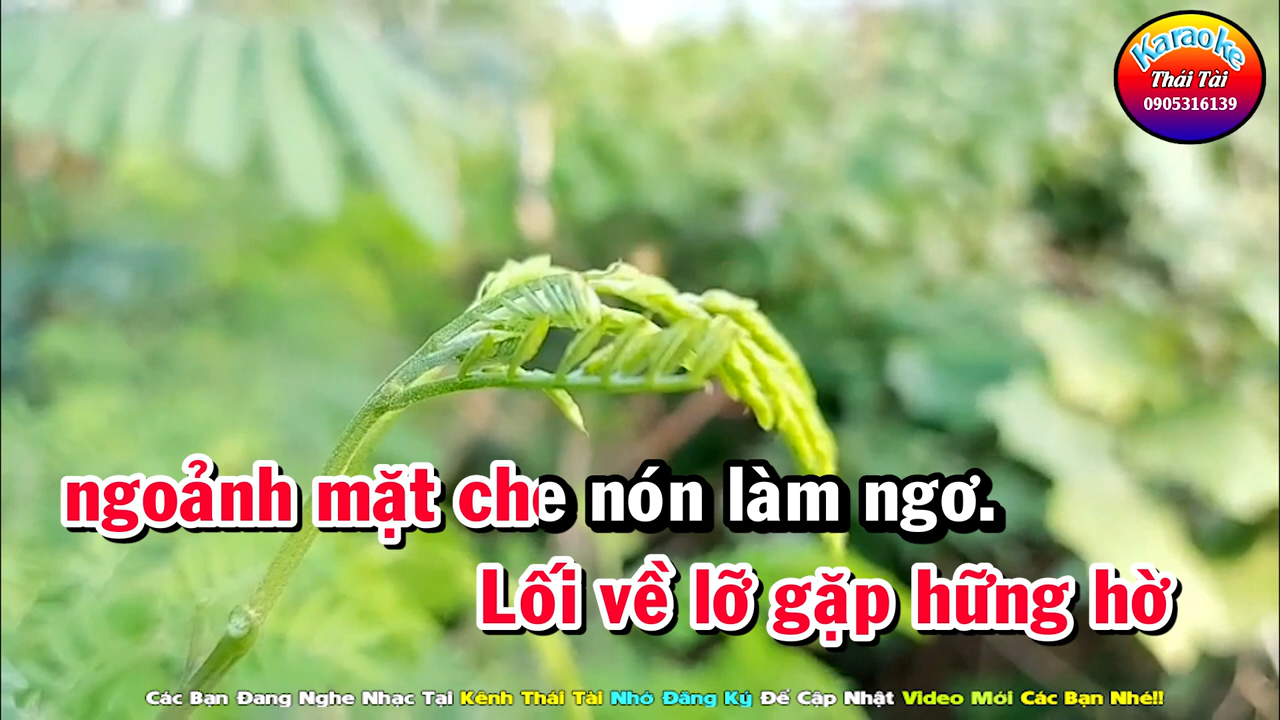 Karaoke
Thái Tài
0905316139
ngoảnh mặt che nón làm ngơ.
Lối về lỡ gặp hững hờ
Các Bạn Đang Nghe Nhạc Tại Kênh Thái Tài Nhớ Đăng Ký Để Cập Nhật Video Mới Các Bạn Nhé!!